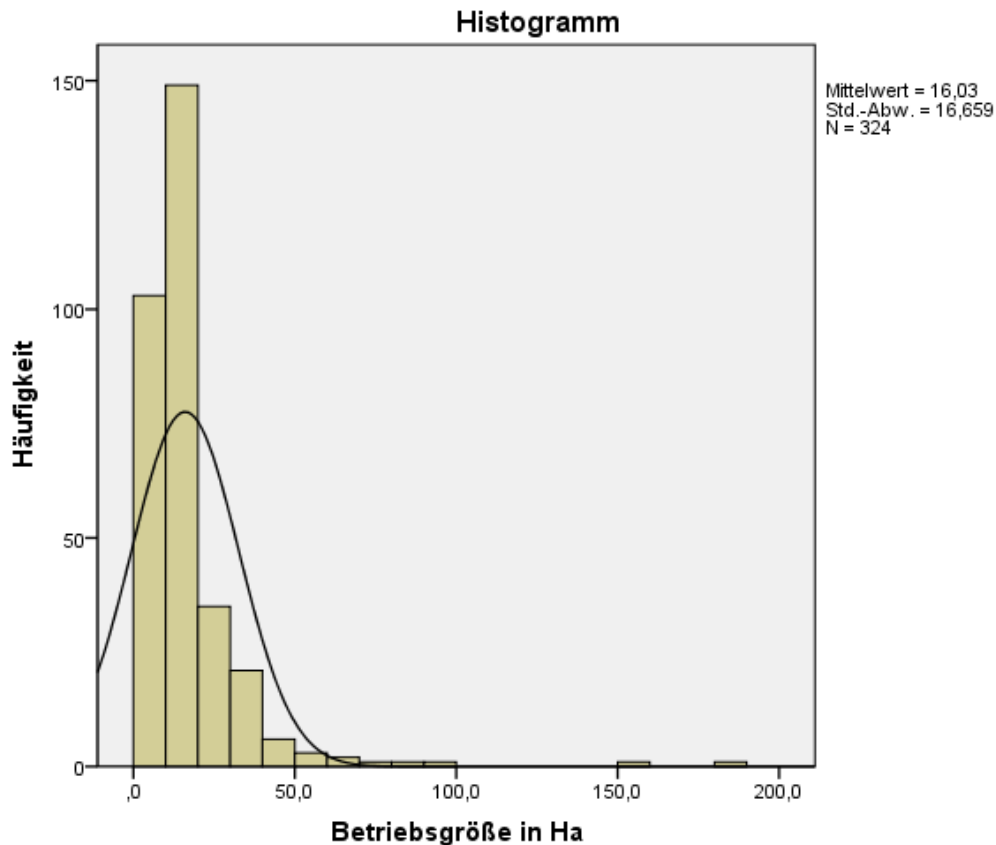 Histogramm
Mittelwert = 16,03
Std.-Abw. = 16,659
N = 324
Häufigkeit
150
100
50
0
,0 50,0 100,0 150,0 200,0
Betriebsgröße in Ha